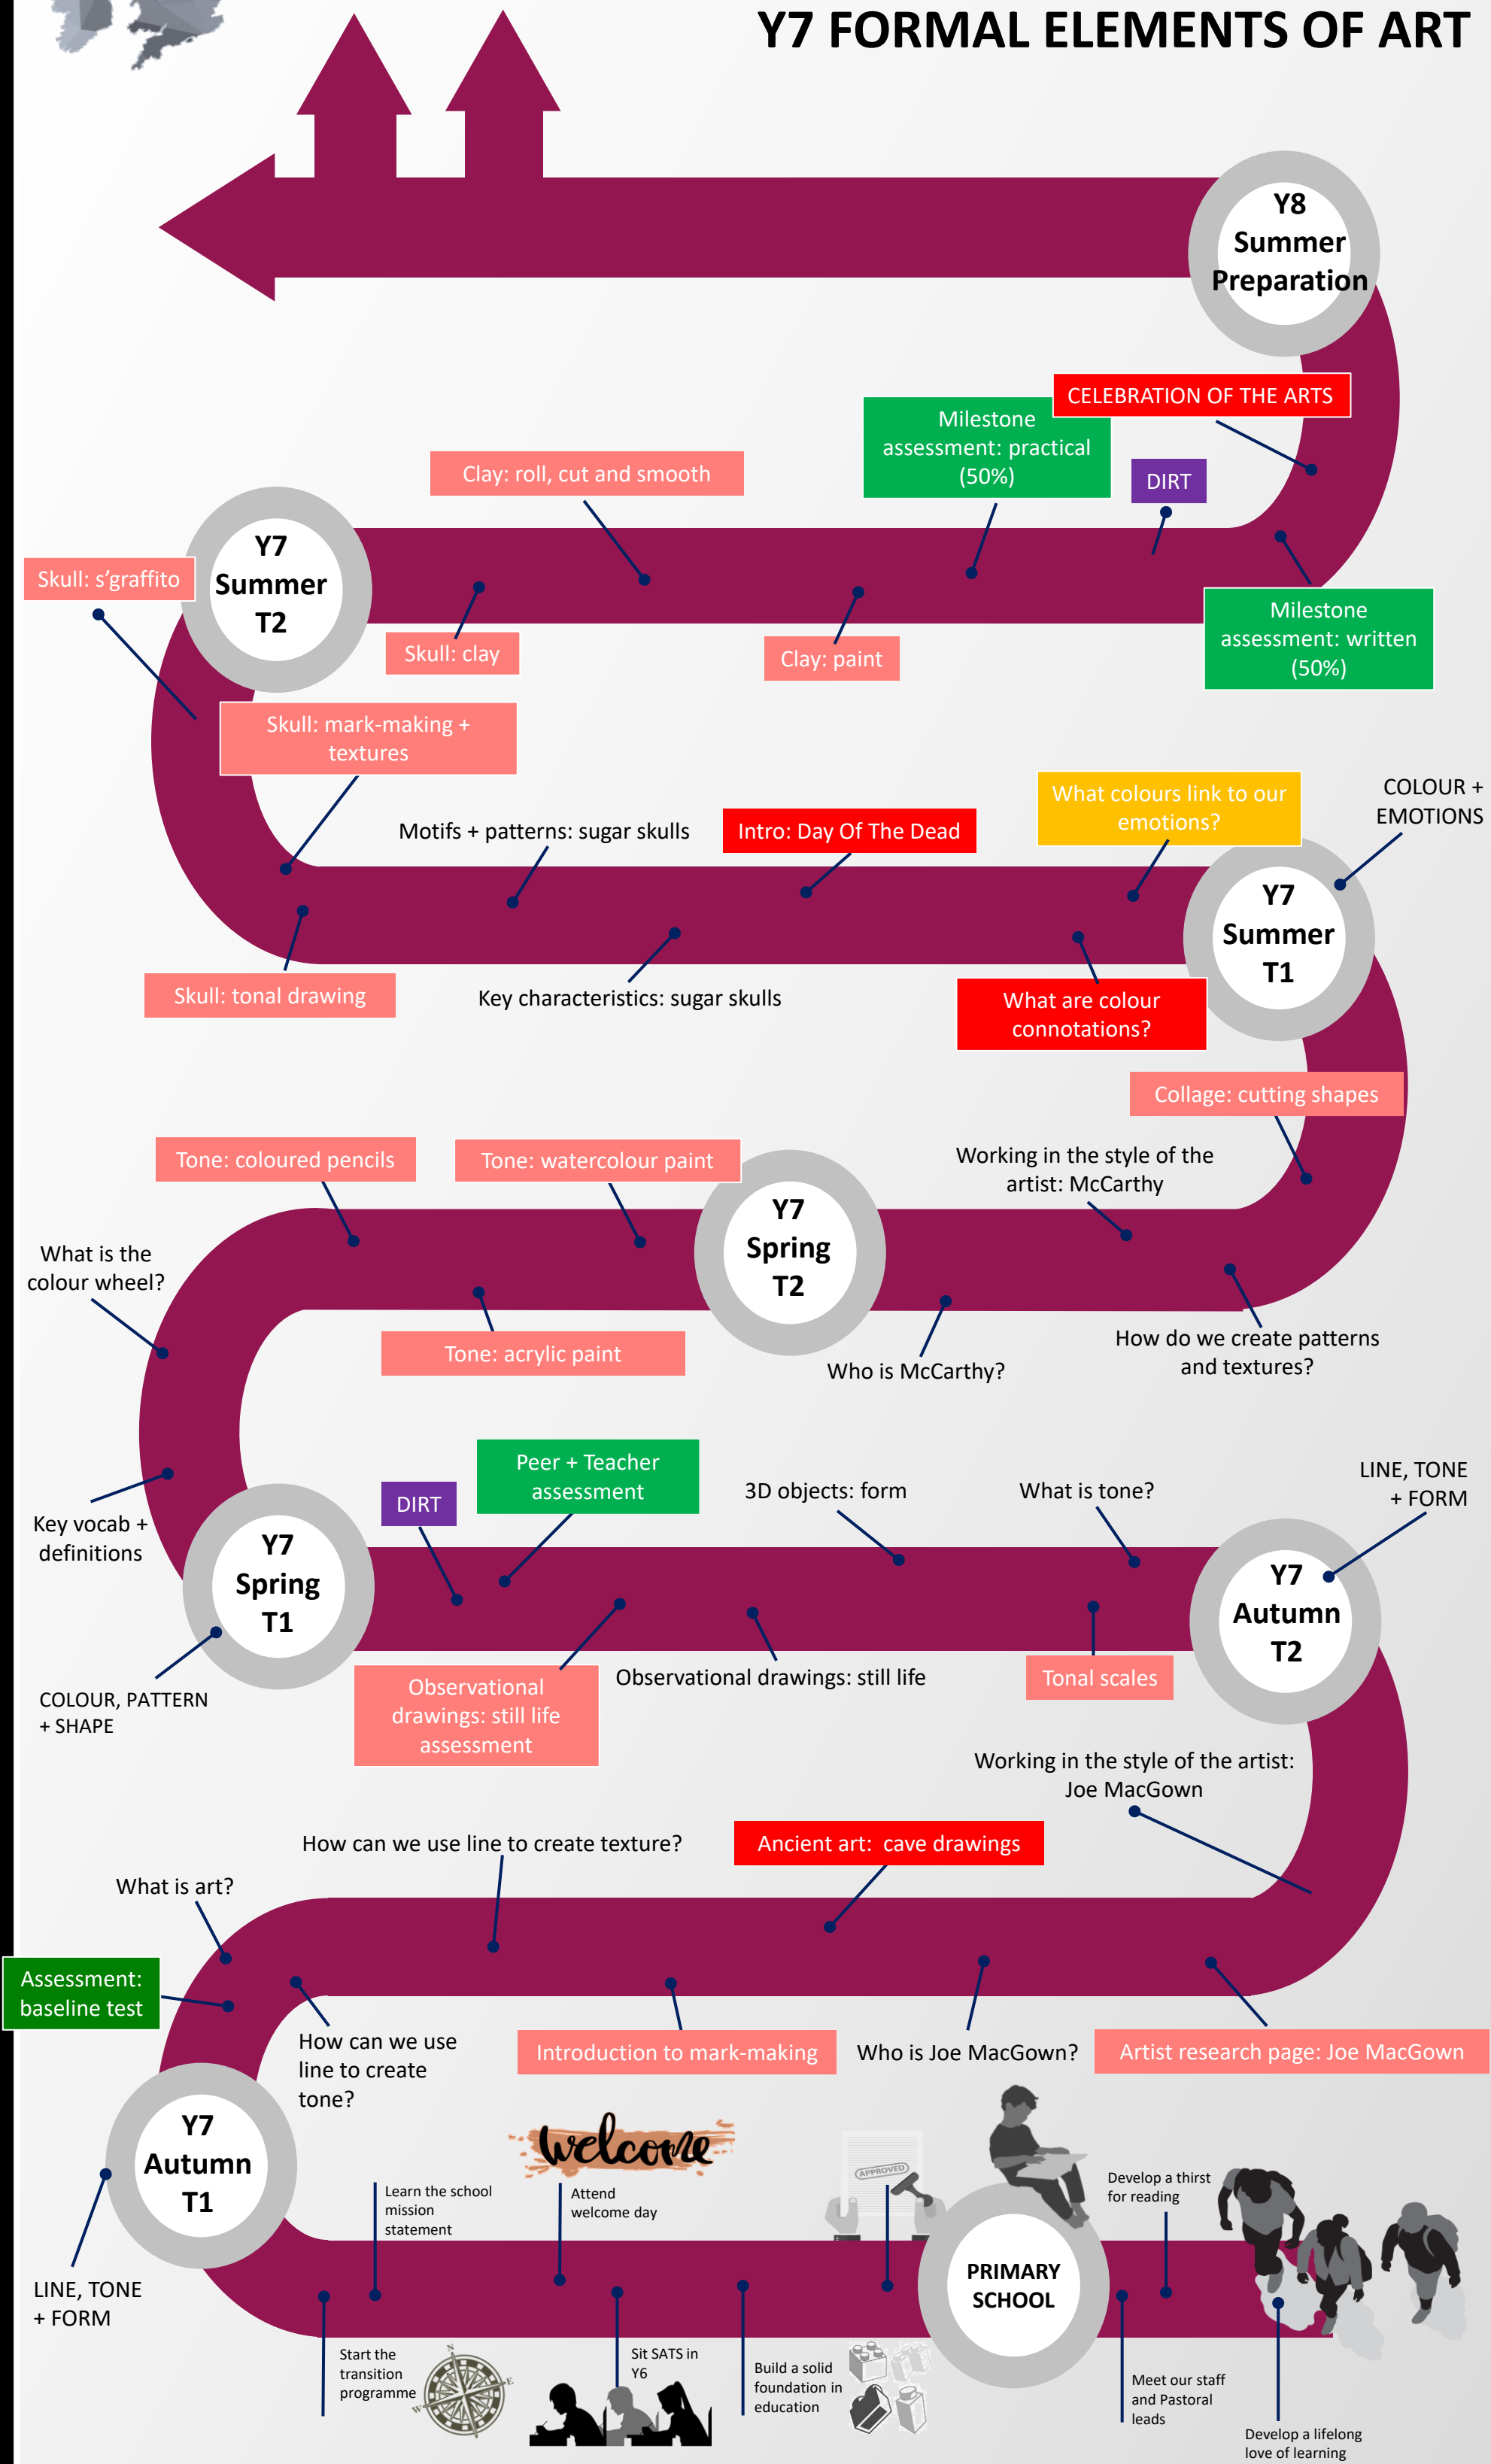 Y7 FORMAL ELEMENTS OF ART
Y8
Summer
Preparation
CELEBRATION OF THE ARTS
Milestone
assessment: practical
(50%)
Clay: roll, cut and smooth
DIRT
Y7
Summer
T2
Skull: s'graffito
Milestone
assessment: written
(50%)
Skull: clay
Clay: paint
Skull: mark-making +
textures
What colours link to our
emotions?
COLOUR +
EMOTIONS
Motifs + patterns: sugar skulls
Intro: Day Of The Dead
Y7
Summer
T1
Skull: tonal drawing
Key characteristics: sugar skulls
What are colour
connotations?
Collage: cutting shapes
Tone: coloured pencils
Tone: watercolour paint
Working in the style of the
artist: McCarthy
Y7
Spring
T2
What is the
colour wheel?
Tone: acrylic paint
Who is McCarthy?
How do we create patterns
and textures?
Peer + Teacher
assessment
DIRT
3D objects: form
What is tone?
LINE, TONE
+ FORM
Key vocab +
definitions
Y7
Spring
T1
Y7
Autumn
T2
Observational
drawings: still life
assessment
Observational drawings: still life
Tonal scales
COLOUR, PATTERN
+ SHAPE
Working in the style of the artist:
Joe MacGown
How can we use line to create texture?
Ancient art: cave drawings
What is art?
Assessment:
baseline test
How can we use
line to create
tone?
Introduction to mark-making
Who is Joe MacGown?
Artist research page: Joe MacGown
Y7
Autumn
T1
welcome
APPROVED
Learn the school
mission
statement
Attend
welcome day
Develop a thirst
for reading
PRIMARY
SCHOOL
LINE, TONE
+ FORM
Start the
transition
programme
N
W
E
S
Sit SATS in
Y6
Build a solid
foundation in
education
Meet our staff
and Pastoral
leads
Develop a lifelong
love of learning